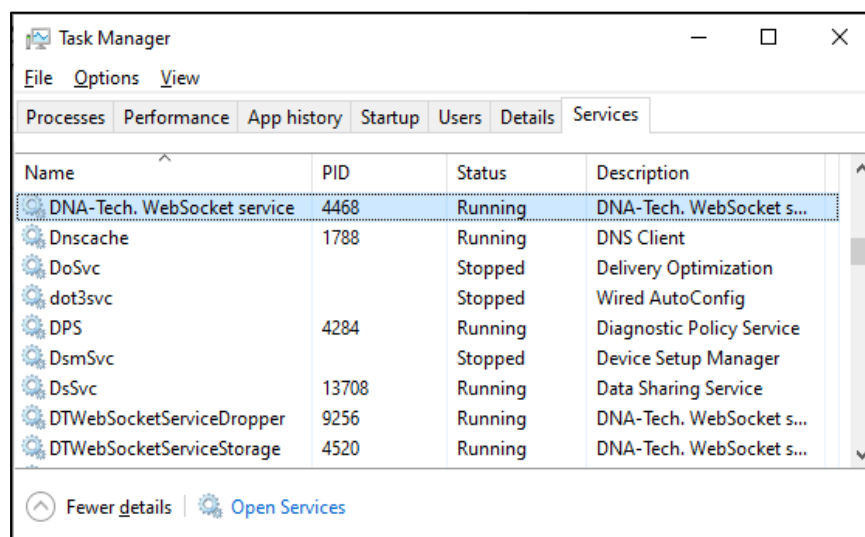 Task Manager
File Options View
Processes Performance App history Startup Users Details Services
Name PID Status Description
DNA-Tech. WebSocket service 4468 Running DNA-Tech. WebSocket s...
Dnscache 1788 Running DNS Client
DoSvc Stopped Delivery Optimization
dot3svc Stopped Wired AutoConfig
DPS 4284 Running Diagnostic Policy Service
DsmSvc Stopped Device Setup Manager
DsSvc 13708 Running Data Sharing Service
DTWebSocketServiceDropper 9256 Running DNA-Tech. WebSocket s...
DTWebSocketServiceStorage 4520 Running DNA-Tech. WebSocket s...
Fewer details Open Services